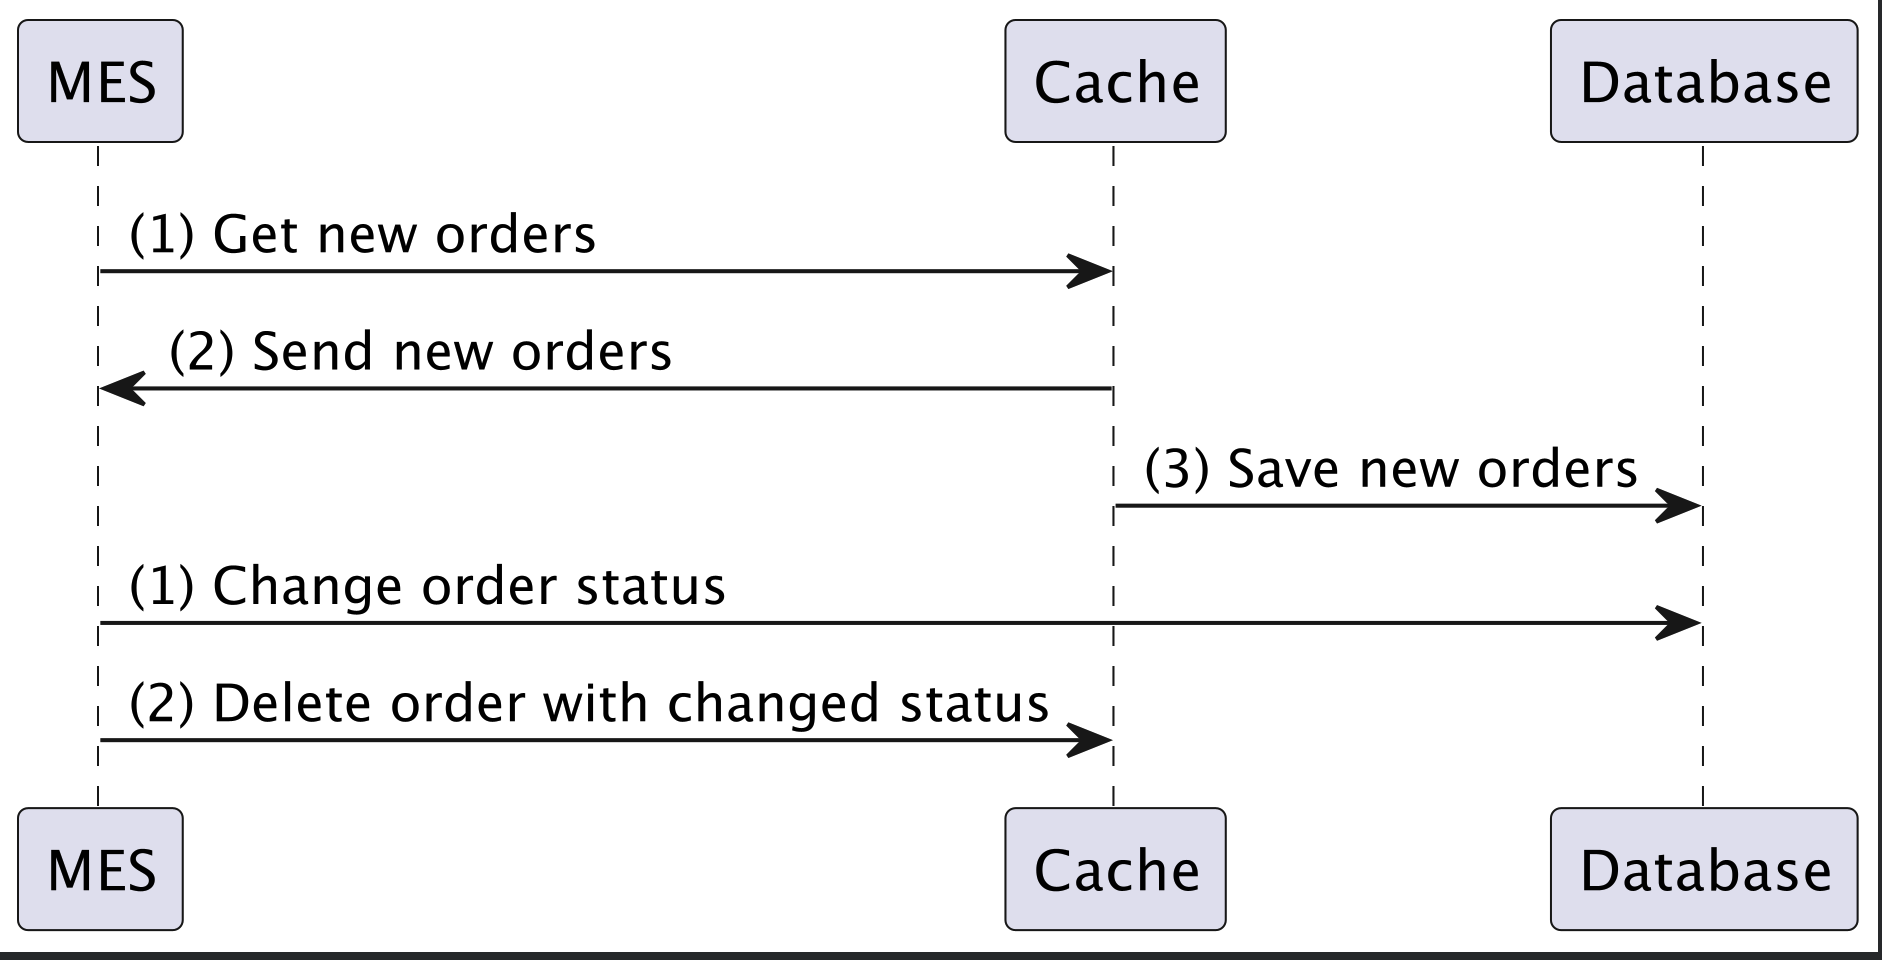 MES
Cache
Database
(1) Get new orders
(2) Send new orders
(3) Save new orders
(1) Change order status
(2) Delete order with changed status
MES
Cache
Database